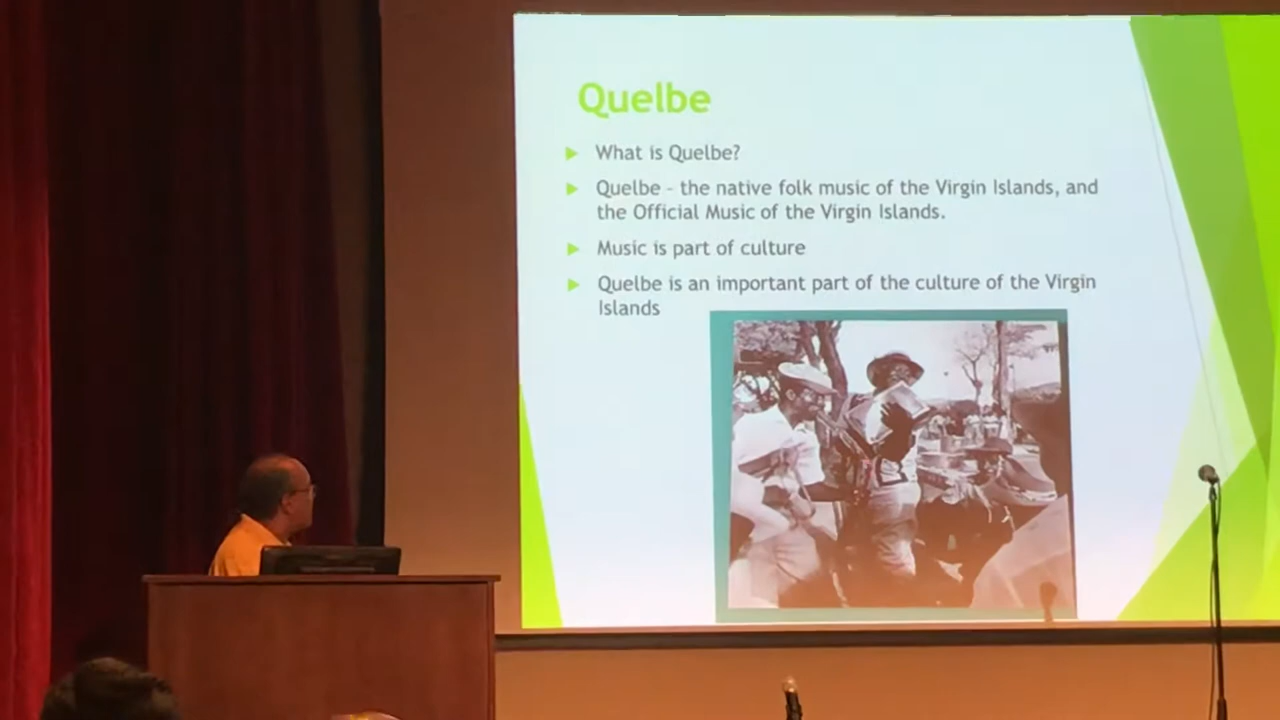 Quelbe
What is Quelbe?
Quelbe – the native folk music of the Virgin Islands, and
the Official Music of the Virgin Islands.
Music is part of culture
Quelbe is an important part of the culture of the Virgin
Islands